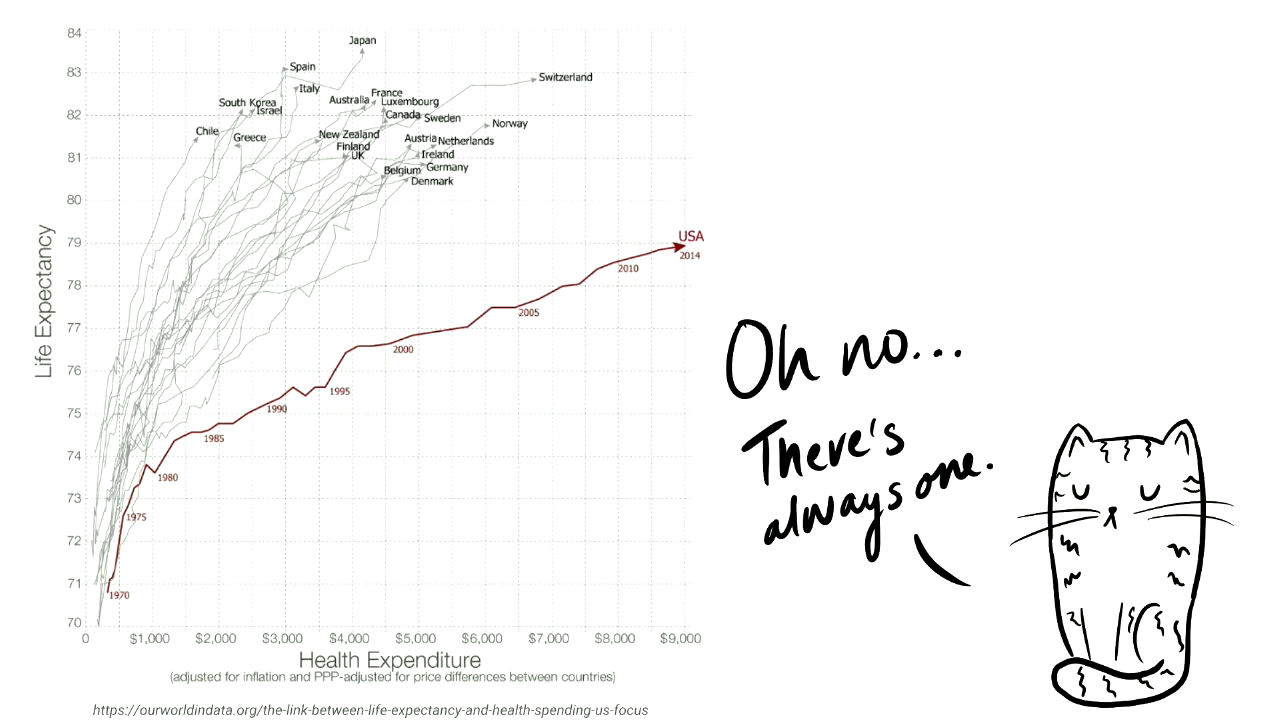 84
83
82
81
80
79
78
77
76
75
74
73
72
71
70
Life Expectancy
Japan
Spain
Switzerland
Italy
France
Australia
Luxembourg
South Korea
Israel
Canada
Sweden
Norway
Chile
Greece
New Zealand
Austria
Netherlands
Finland
UK
Ireland
Belgium
Germany
Denmark
USA
2014
2010
2005
2000
1995
1990
1985
1980
1975
1970
0 $1,000 $2,000 $3,000 $4,000 $5,000 $6,000 $7,000 $8,000 $9,000
Health Expenditure
(adjusted for inflation and PPP-adjusted for price differences between countries)
https://ourworldindata.org/the-link-between-life-expectancy-and-health-spending-us-focus
Oh no...
There's
always one.